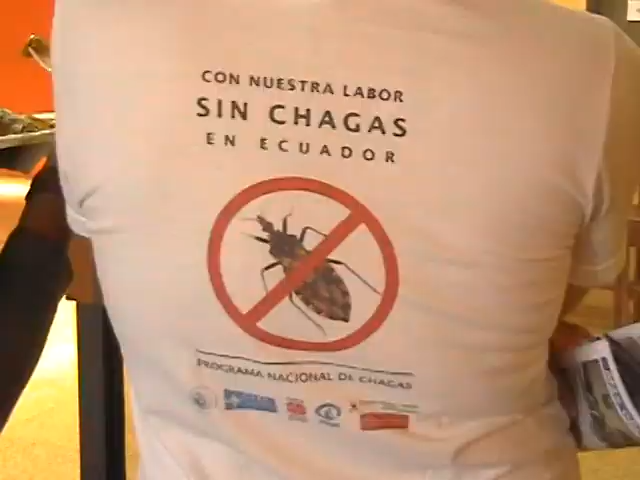 CON NUESTRA LABOR
SIN CHAGAS
EN ECUADOR
PROGRAMA NACIONAL DE CHAGAS